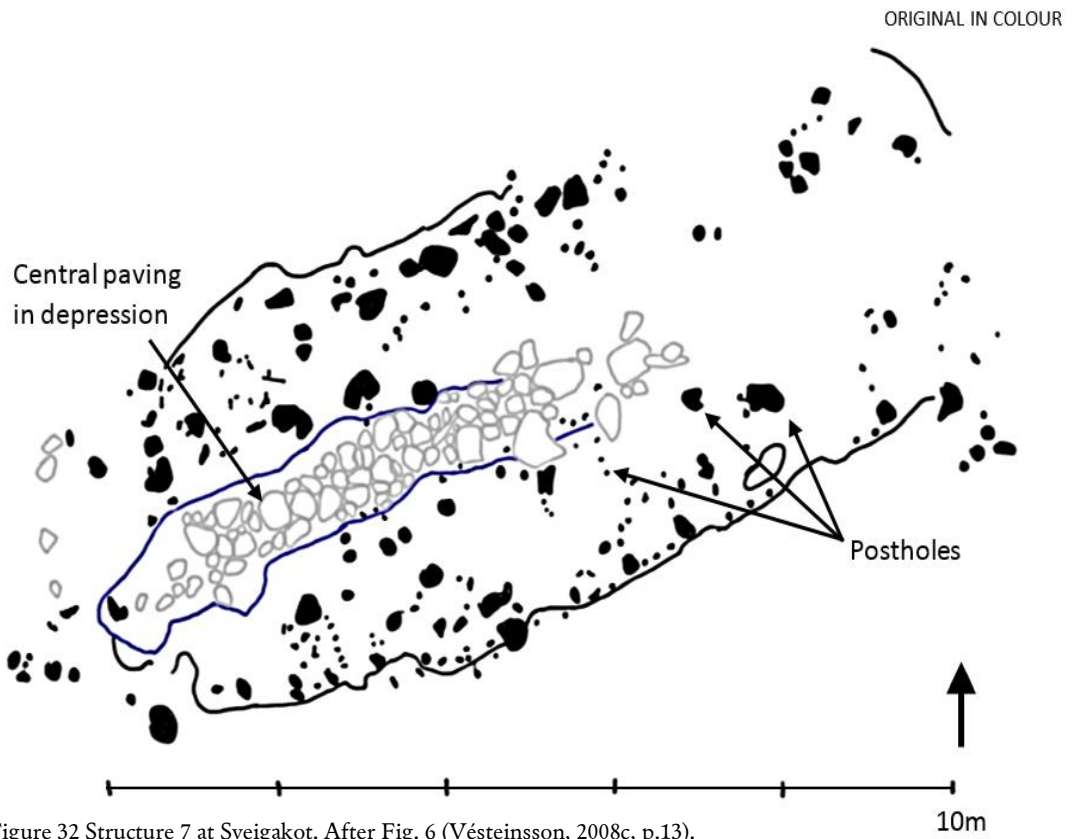 ORIGINAL IN COLOUR
Central paving
in depression
Postholes
10m
Figure 32 Structure 7 at Sveigakot. After Fig. 6 (Vésteinsson, 2008c, p.13).